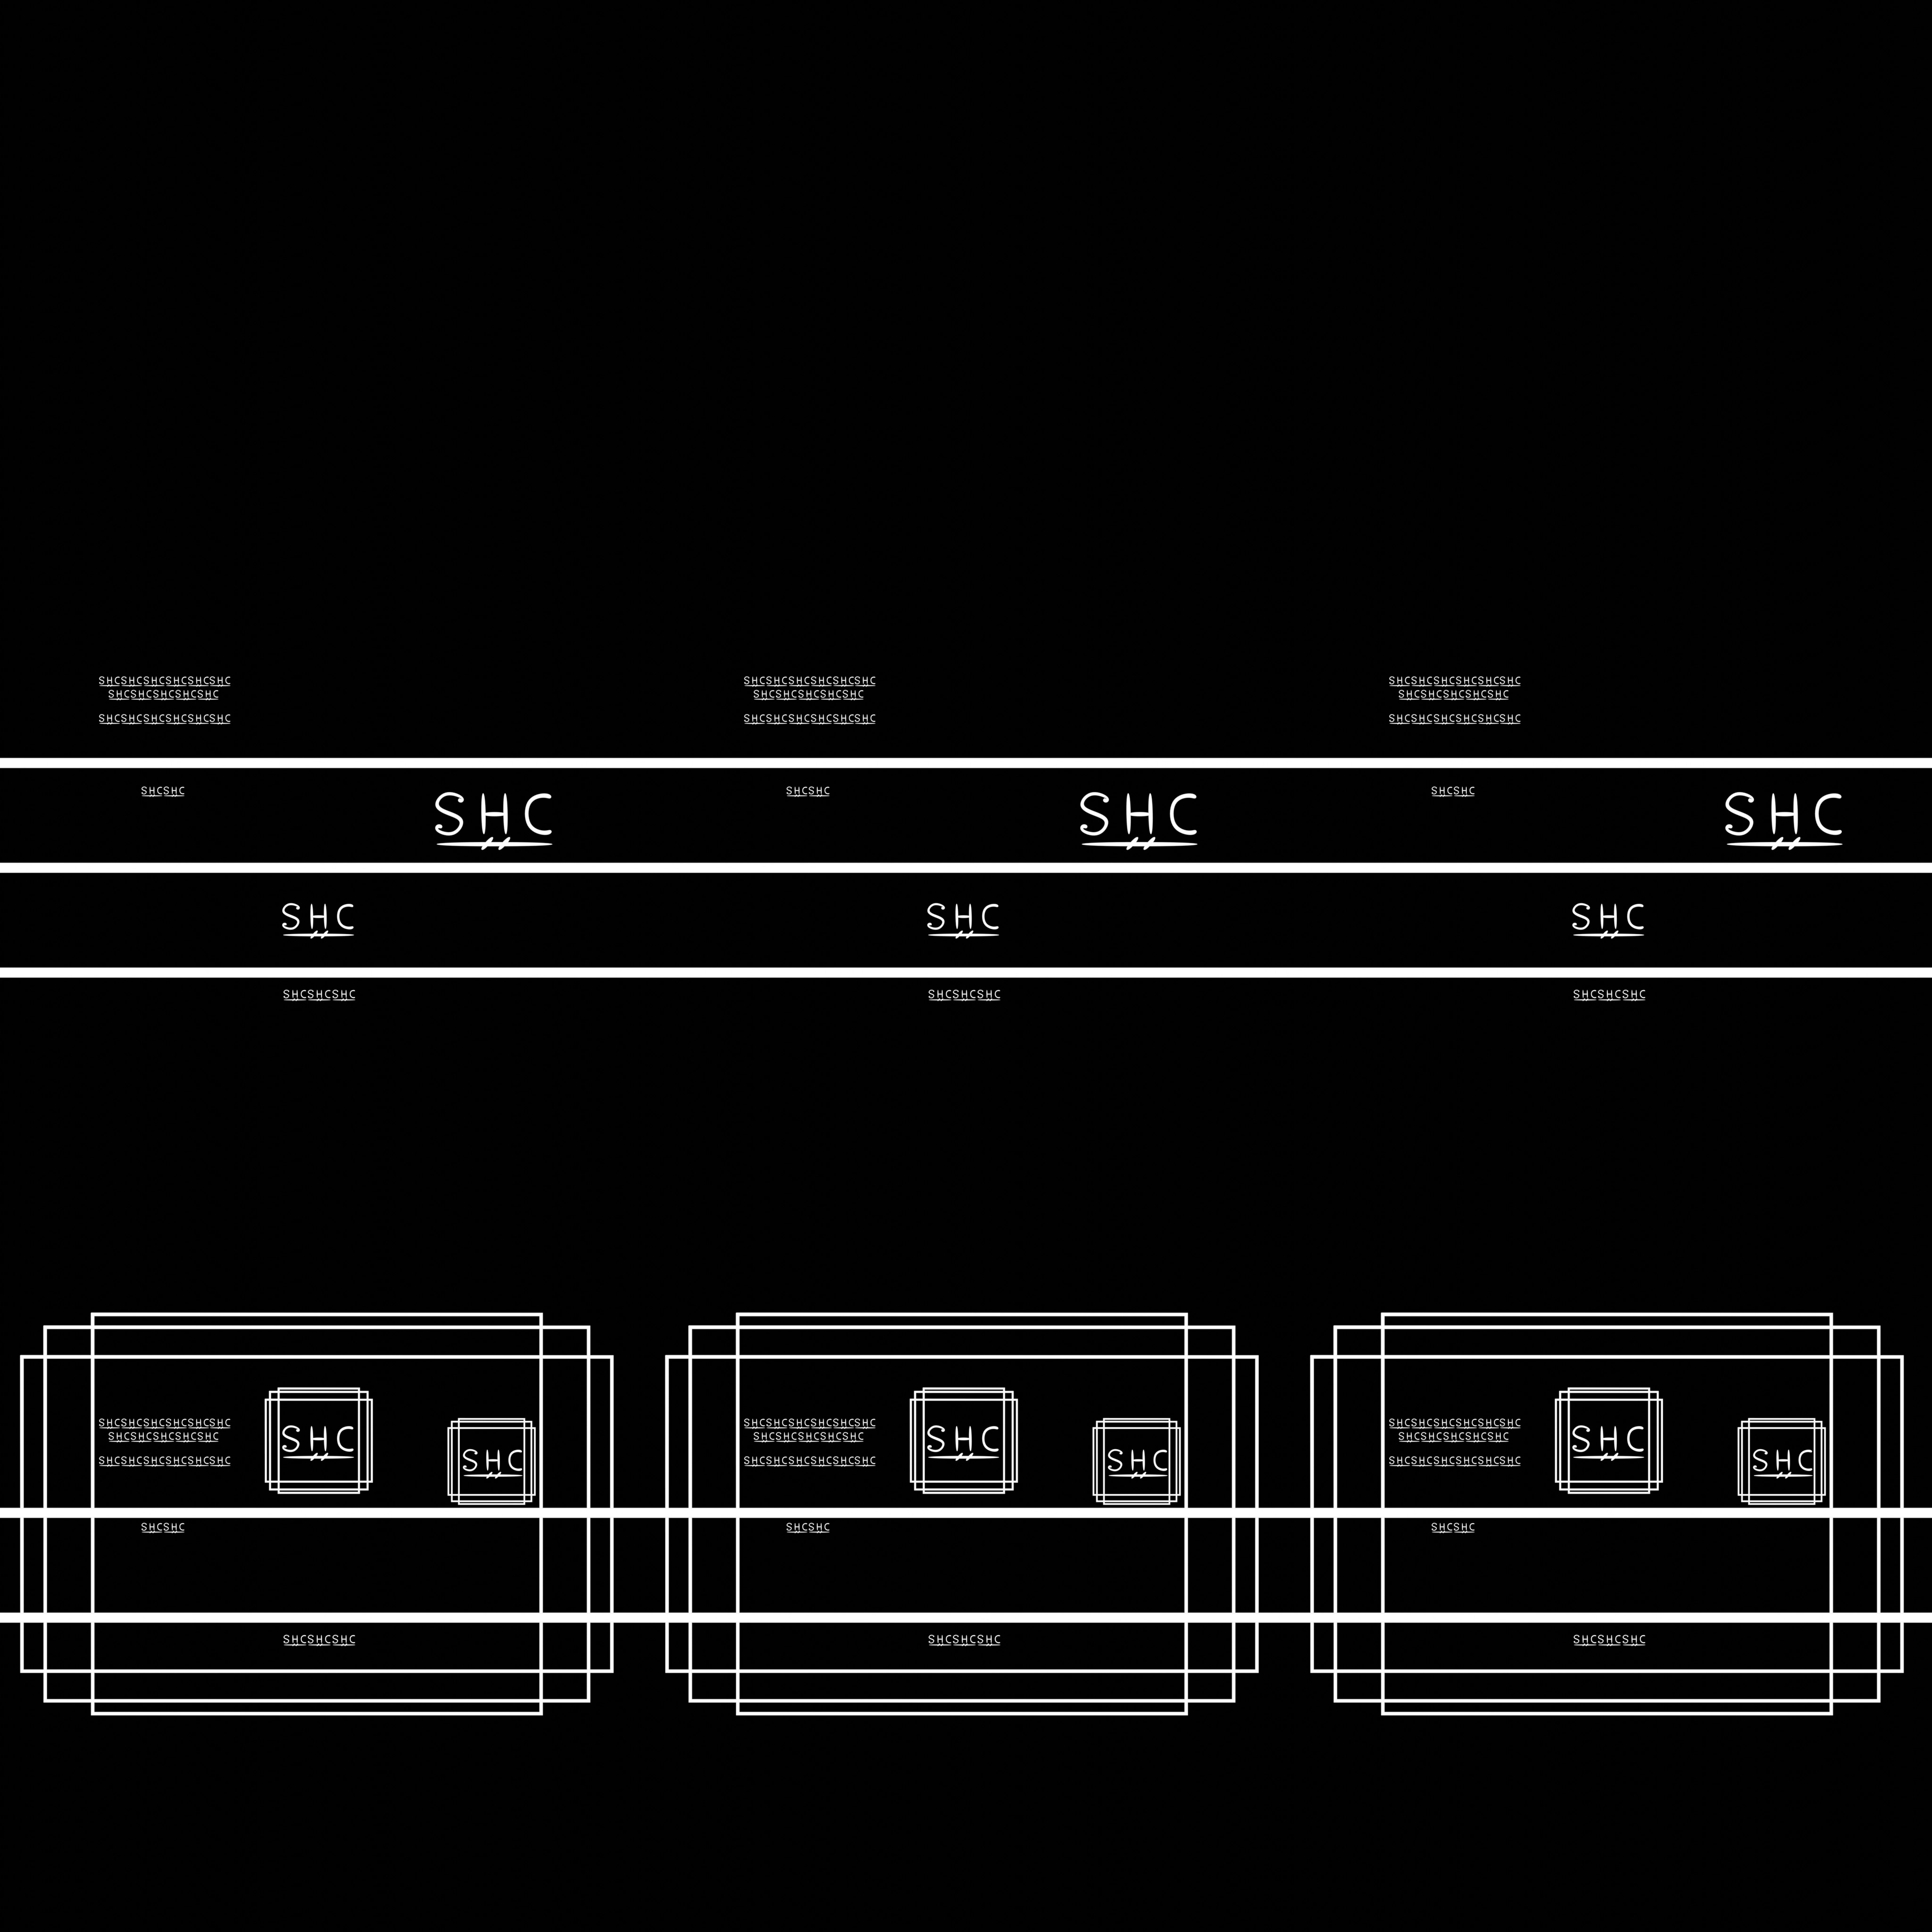 SHCSHCSHCSHCSHCSHC SHCSHCSHCSHCSHCSHC SHCSHCSHCSHCSHCSHC
SHCSHCSHCSHCSHC SHCSHCSHCSHCSHC SHCSHCSHCSHCSHC
SHCSHCSHCSHCSHCSHC SHCSHCSHCSHCSHCSHC SHCSHCSHCSHCSHCSHC
SHCSHC SHC SHCSHC SHC SHCSHC SHC
SHC SHC SHC
SHCSHCSHC SHCSHCSHC SHCSHCSHC
SHCSHCSHCSHCSHCSHC SHCSHCSHCSHCSHCSHC SHCSHCSHCSHCSHCSHC
SHCSHCSHCSHCSHC SHC SHCSHCSHCSHCSHC SHC SHCSHCSHCSHCSHC SHC
SHCSHCSHCSHCSHCSHC SHC SHCSHCSHCSHCSHCSHC SHC SHCSHCSHCSHCSHCSHC SHC
SHCSHC SHCSHC SHCSHC
SHCSHCSHC SHCSHCSHC SHCSHCSHC